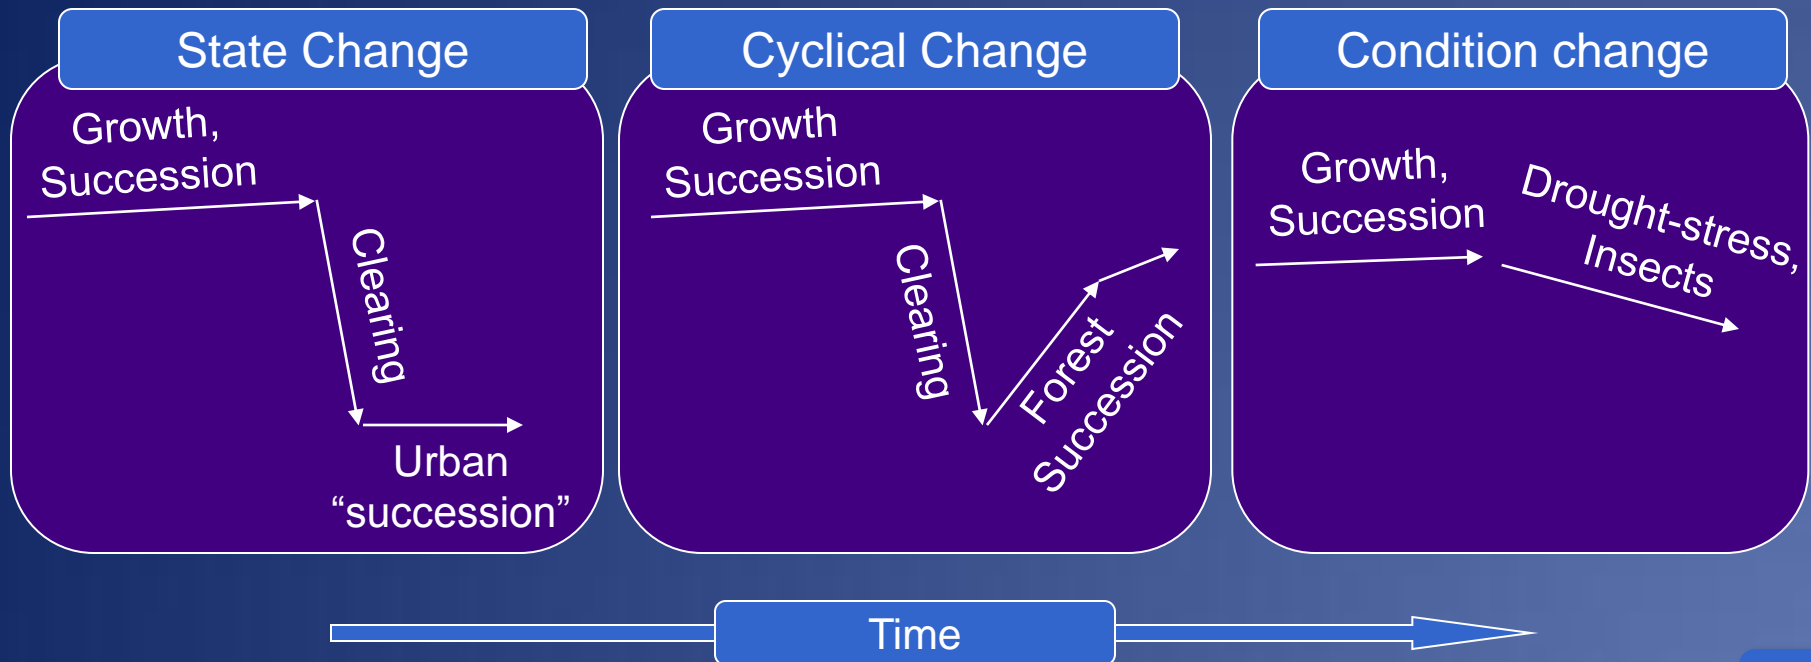 State Change
Growth,
Succession
Clearing
Urban
“succession”
Cyclical Change
Growth
Succession
Clearing
Forest
Succession
Condition change
Growth,
Succession
Drought-stress,
Insects
Time